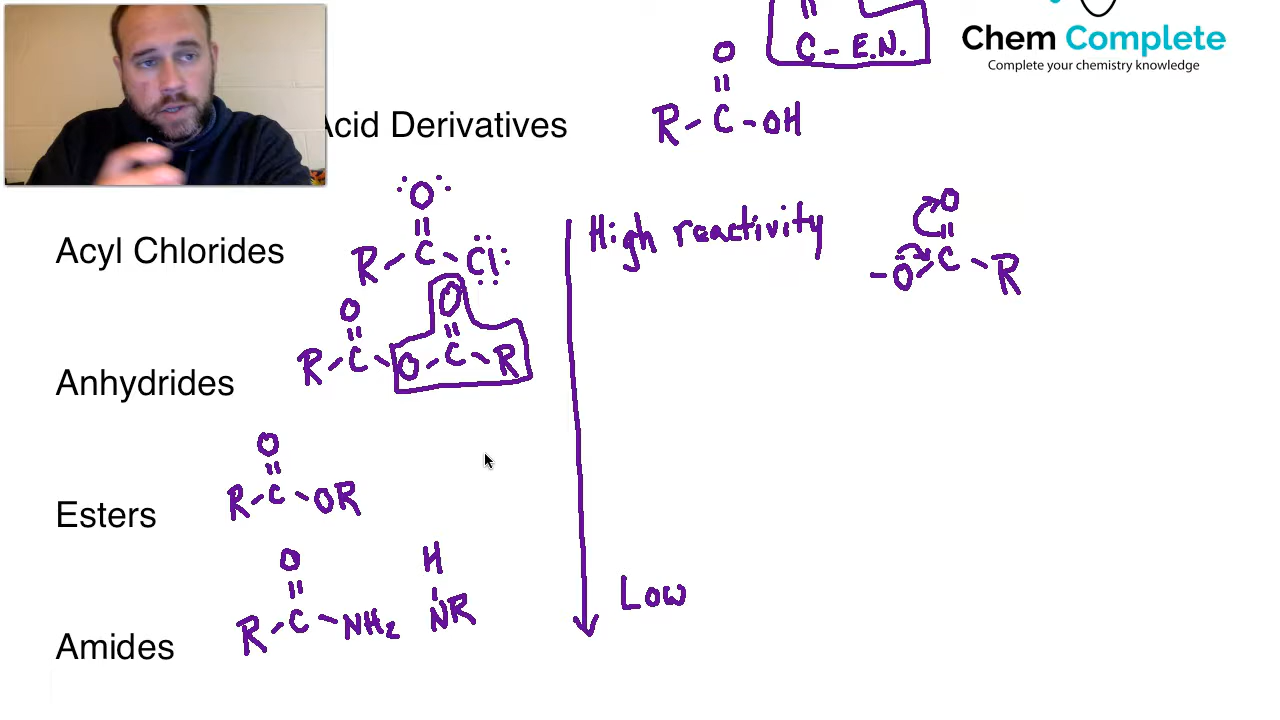 O
||
C - E.N.
Chem Complete
Complete your chemistry knowledge
O
||
R - C - OH
Acid Derivatives
O
||
R - C - Cl
High reactivity
O
||
- O - C - R
Acyl Chlorides
O O
|| ||
R - C - O - C - R
Anhydrides
O
||
R - C - OR
Esters
O H
||
R - C - NH2 NR
Low
Amides